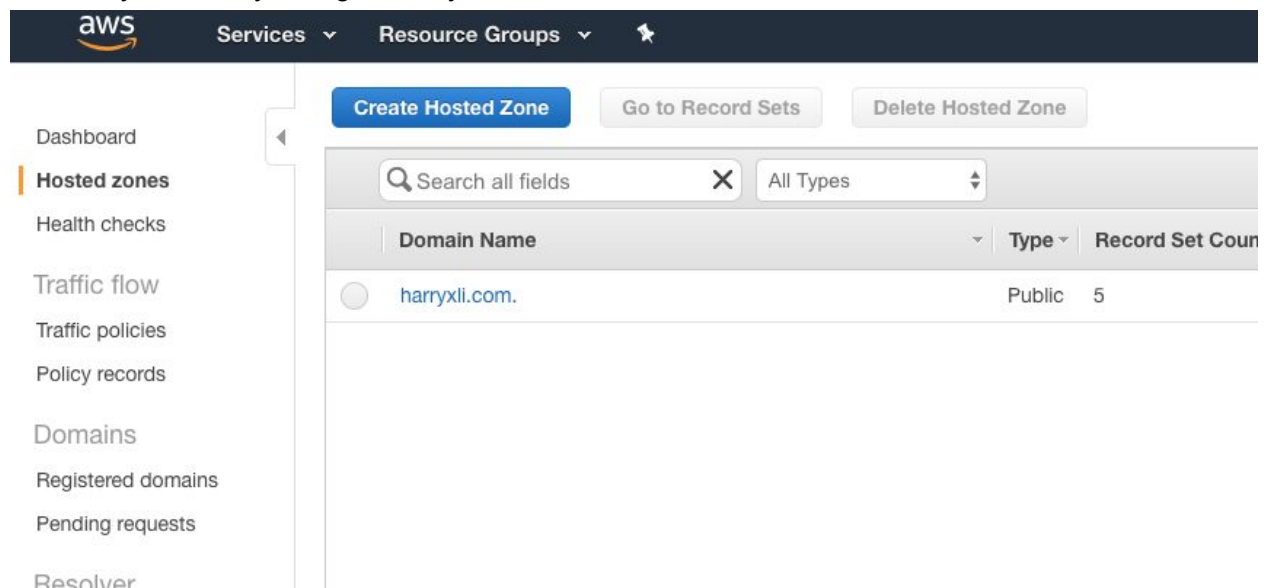 aws Services Resource Groups
Create Hosted Zone Go to Record Sets Delete Hosted Zone
Dashboard
Hosted zones
Health checks
Traffic flow
Traffic policies
Policy records
Domains
Registered domains
Pending requests
Resolver
Search all fields All Types
Domain Name Type Record Set Coun
harryxli.com. Public 5